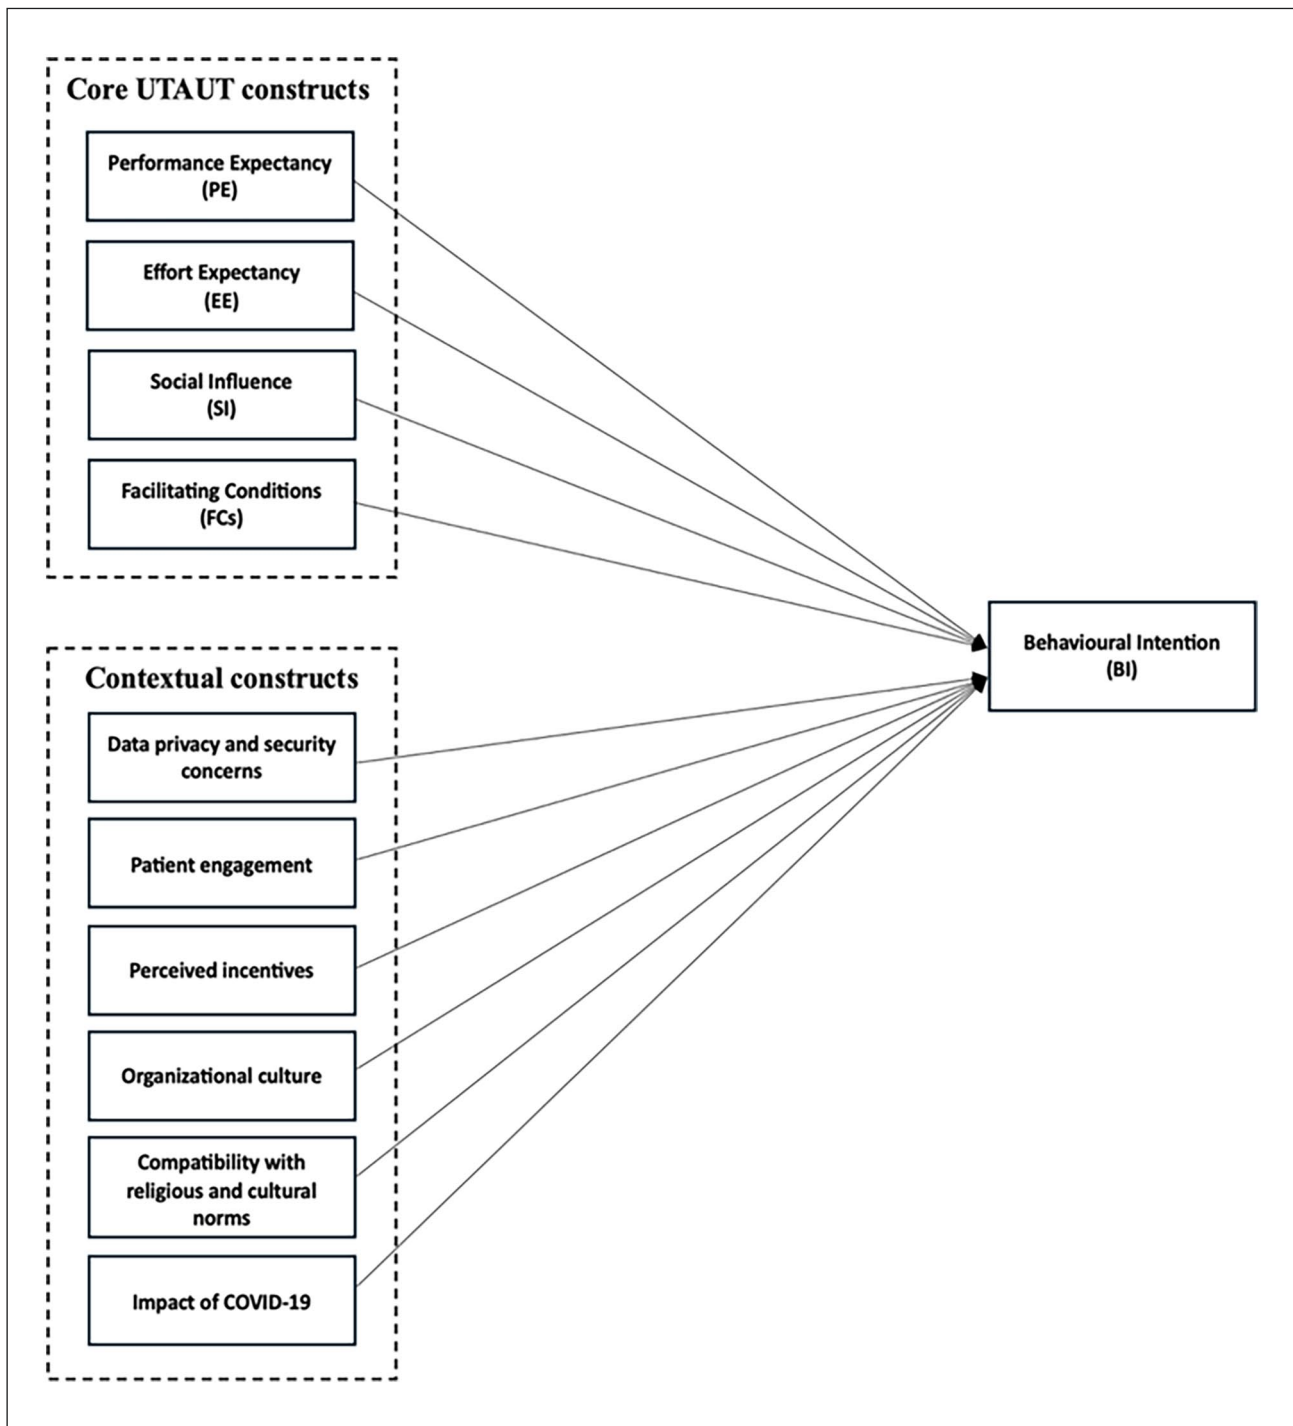 Core UTAUT constructs
Performance Expectancy
(PE)
Effort Expectancy
(EE)
Social Influence
(SI)
Facilitating Conditions
(FCs)
Behavioural Intention
(BI)
Contextual constructs
Data privacy and security
concerns
Patient engagement
Perceived incentives
Organizational culture
Compatibility with
religious and cultural
norms
Impact of COVID-19